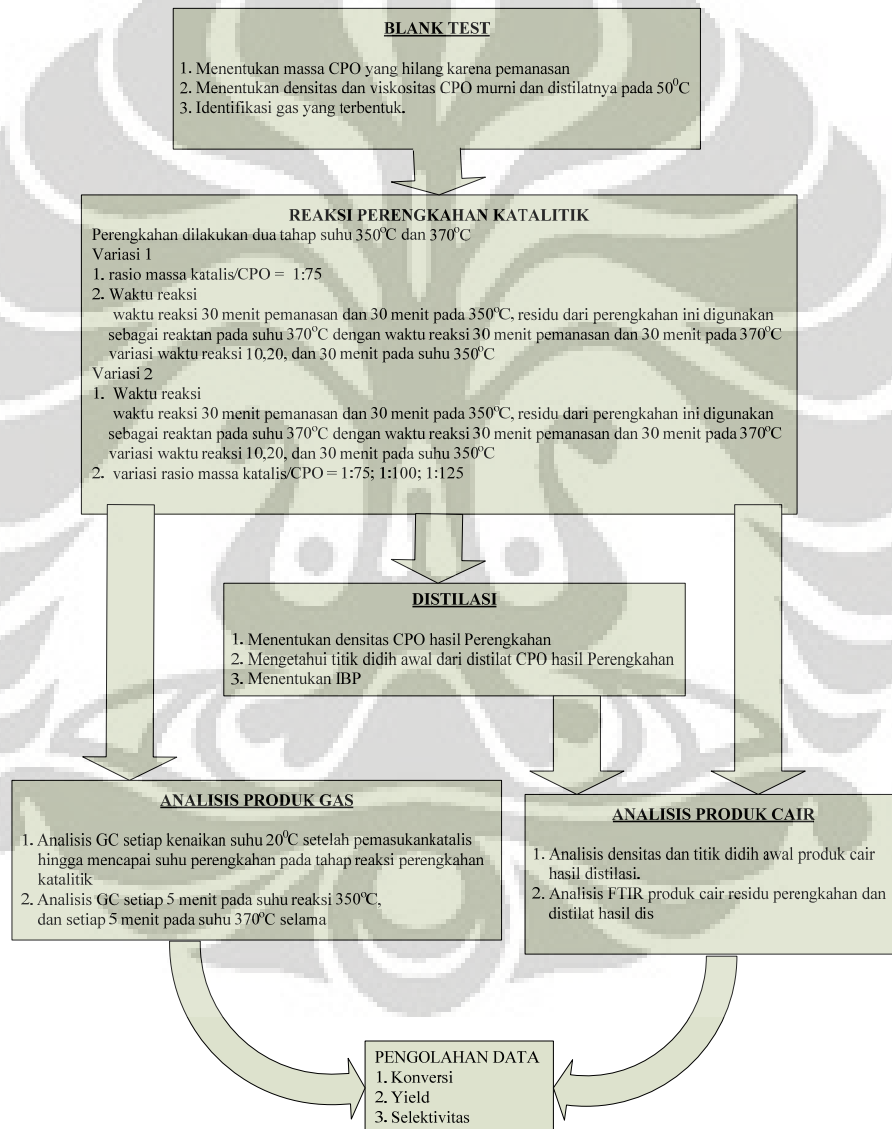 BLANK TEST
1. Menentukan massa CPO yang hilang karena pemanasan
2. Menentukan densitas dan viskositas CPO murni dan distilatnya pada 50⁰C
3. Identifikasi gas yang terbentuk.
REAKSI PERENGKAHAN KATALITIK
Perengkahan dilakukan dua tahap suhu 350⁰C dan 370⁰C
Variasi 1
1. rasio massa katalis/CPO = 1:75
2. Waktu reaksi
waktu reaksi 30 menit pemanasan dan 30 menit pada 350⁰C, residu dari perengkahan ini digunakan
sebagai reaktan pada suhu 370⁰C dengan waktu reaksi 30 menit pemanasan dan 30 menit pada 370⁰C
variasi waktu reaksi 10,20, dan 30 menit pada suhu 350⁰C
Variasi 2
1. Waktu reaksi
waktu reaksi 30 menit pemanasan dan 30 menit pada 350⁰C, residu dari perengkahan ini digunakan
sebagai reaktan pada suhu 370⁰C dengan waktu reaksi 30 menit pemanasan dan 30 menit pada 370⁰C
variasi waktu reaksi 10,20, dan 30 menit pada suhu 350⁰C
2. variasi rasio massa katalis/CPO = 1:75; 1:100; 1:125
DISTILASI
1. Menentukan densitas CPO hasil Perengkahan
2. Mengetahui titik didih awal dari distilat CPO hasil Perengkahan
3. Menentukan IBP
ANALISIS PRODUK GAS
1. Analisis GC setiap kenaikan suhu 20⁰C setelah pemasukankatalis
hingga mencapai suhu perengkahan pada tahap reaksi perengkahan
katalitik
2. Analisis GC setiap 5 menit pada suhu reaksi 350⁰C,
dan setiap 5 menit pada suhu 370⁰C selama
ANALISIS PRODUK CAIR
1. Analisis densitas dan titik didih awal produk cair
hasil distilasi.
2. Analisis FTIR produk cair residu perengkahan dan
distilat hasil dis
PENGOLAHAN DATA
1. Konversi
2. Yield
3. Selektivitas